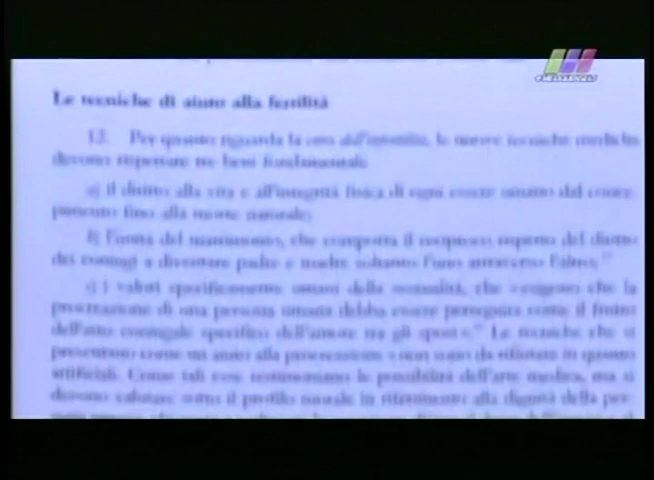 Le tecniche di aiuto alla fertilità
12. Per quanto riguarda la cura dell'infertilità, le nuove tecniche mediche
devono rispettare tre beni fondamentali:
a) il diritto alla vita e all'integrità fisica di ogni essere umano dal conce-
pimento fino alla morte naturale;
b) l'unità del matrimonio, che comporta il reciproco rispetto del diritto
dei coniugi a diventare padre e madre soltanto l'uno attraverso l'altro;
c) i valori specificamente umani della sessualità, che «esigono che la
procreazione di una persona umana debba essere perseguita come il frutto
dell'atto coniugale specifico dell'amore tra gli sposi». Le tecniche che si
presentano come un aiuto alla procreazione «non sono da rifiutare in quanto
artificiali. Come tali esse testimoniano le possibilità dell'arte medica, ma si
devono valutare sotto il profilo morale in riferimento alla dignità della per-